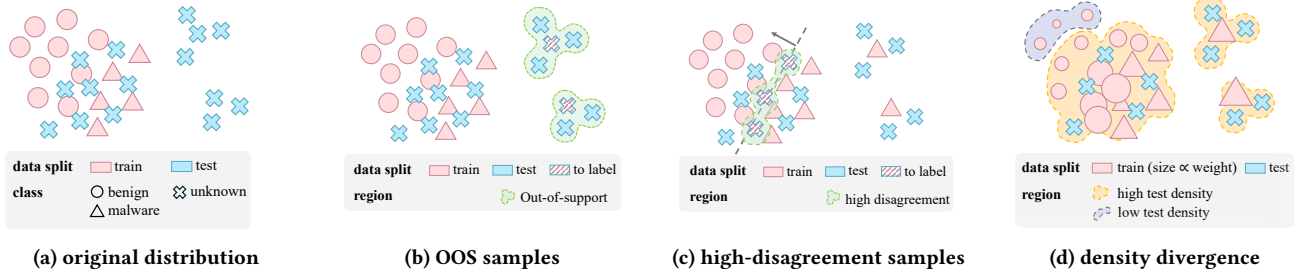 data split train test
class benign unknown
malware
(a) original distribution
data split train test to label
region Out-of-support
(b) OOS samples
data split train test to label
region high disagreement
(c) high-disagreement samples
data split train (size ∝ weight) test
region high test density
low test density
(d) density divergence